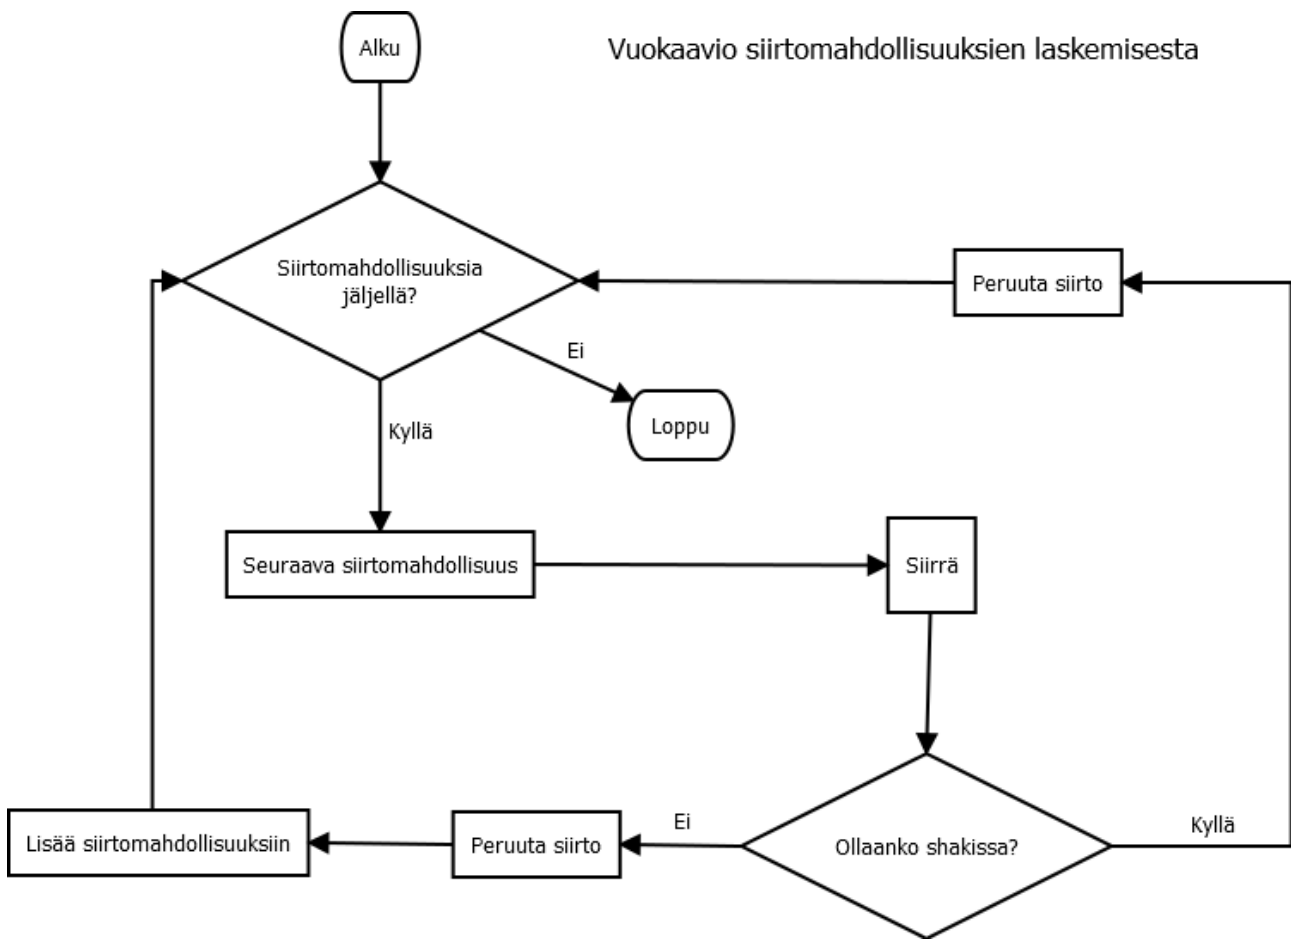 Alku
Vuokaavio siirtomahdollisuuksien laskemisesta
Siirtomahdollisuuksia
jäljellä?
Peruuta siirto
Ei
Loppu
Kyllä
Seuraava siirtomahdollisuus
Siirrä
Ollaanko shakissa?
Kyllä
Ei
Peruuta siirto
Lisää siirtomahdollisuuksiin